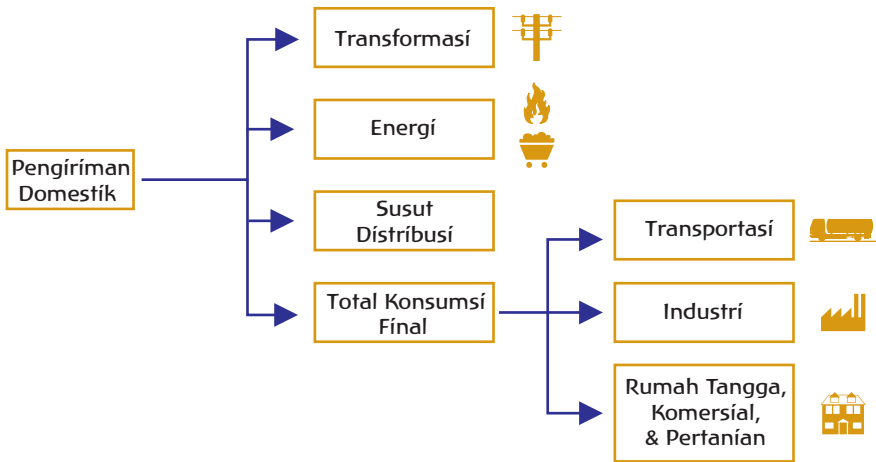 Transformasi
Energi
Pengiriman
Domestik
Susut
Distribusi
Total Konsumsi
Final
Transportasi
Industri
Rumah Tangga,
Komersial,
& Pertanian